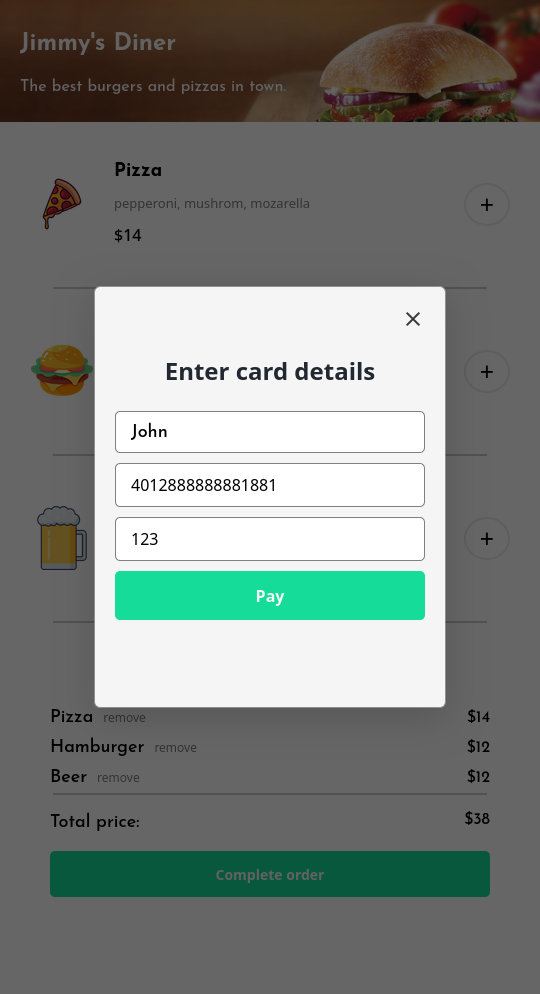 Jimmy's Diner
The best burgers and pizzas in town.
Pizza
pepperoni, mushrom, mozarella
$14
+
+
+
Enter card details
John
4012888888881881
123
Pay
Pizza remove $14
Hamburger remove $12
Beer remove $12
Total price: $38
Complete order